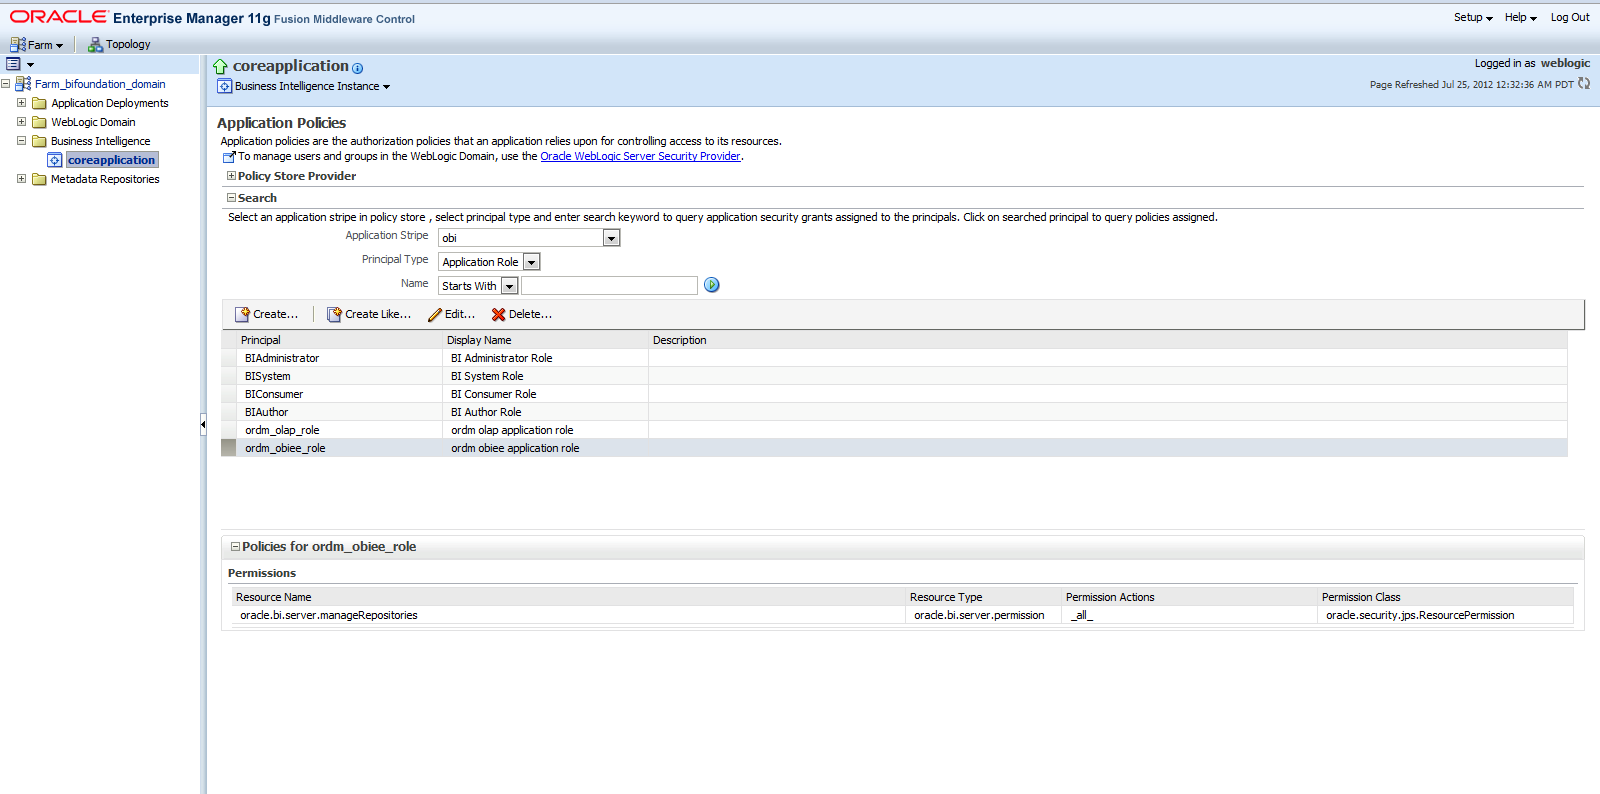 ORACLE Enterprise Manager 11g Fusion Middleware Control
Setup Help Log Out
Farm Topology
Farm_bifoundation_domain
Application Deployments
WebLogic Domain
Business Intelligence
coreapplication
Metadata Repositories
coreapplication
Business Intelligence Instance
Logged in as weblogic
Page Refreshed Jul 25, 2012 12:32:36 AM PDT
Application Policies
Application policies are the authorization policies that an application relies upon for controlling access to its resources.
To manage users and groups in the WebLogic Domain, use the Oracle WebLogic Server Security Provider.
Policy Store Provider
Search
Select an application stripe in policy store , select principal type and enter search keyword to query application security grants assigned to the principals. Click on searched principal to query policies assigned.
Application Stripe obi
Principal Type Application Role
Name Starts With
Create... Create Like... Edit... Delete...
Principal Display Name Description
BIAdministrator BI Administrator Role
BISystem BI System Role
BIConsumer BI Consumer Role
BIAuthor BI Author Role
ordm_olap_role ordm olap application role
ordm_obiee_role ordm obiee application role
Policies for ordm_obiee_role
Permissions
Resource Name Resource Type Permission Actions Permission Class
oracle.bi.server.manageRepositories oracle.bi.server.permission _all_ oracle.security.jps.ResourcePermission